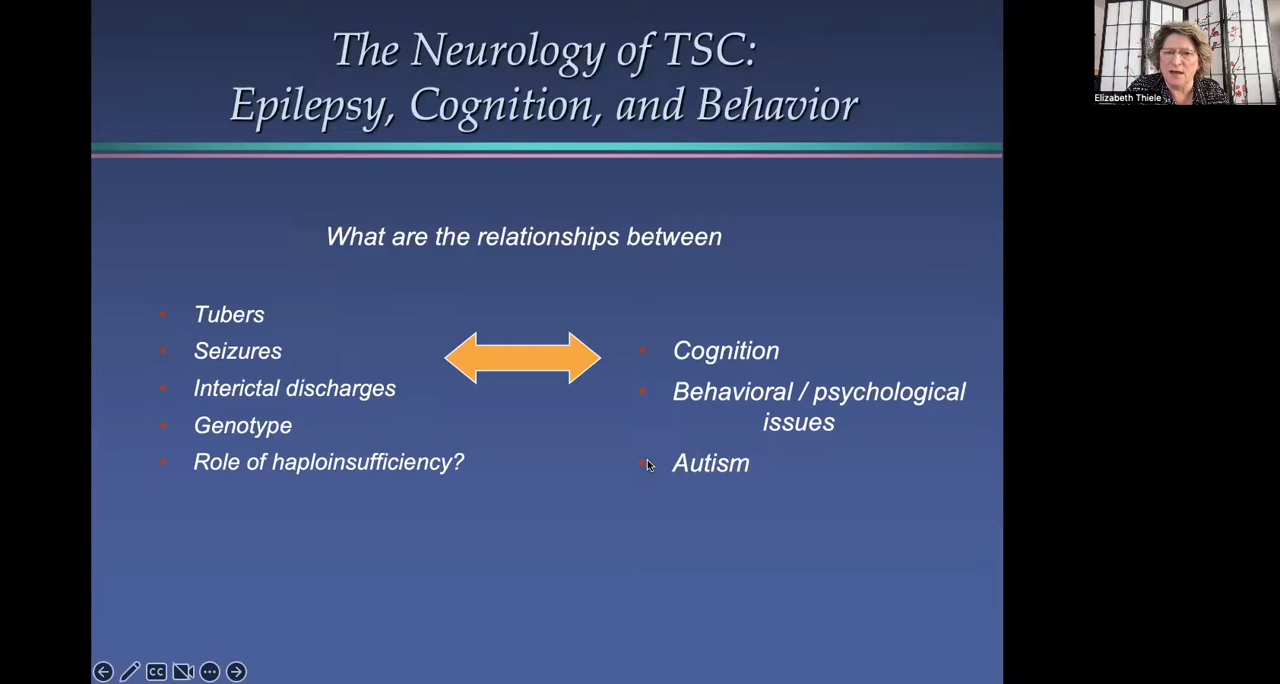 The Neurology of TSC:
Epilepsy, Cognition, and Behavior
Elizabeth Thiele
What are the relationships between
• Tubers
• Seizures
• Interictal discharges
• Genotype
• Role of haploinsufficiency?
• Cognition
• Behavioral / psychological
issues
• Autism
CC